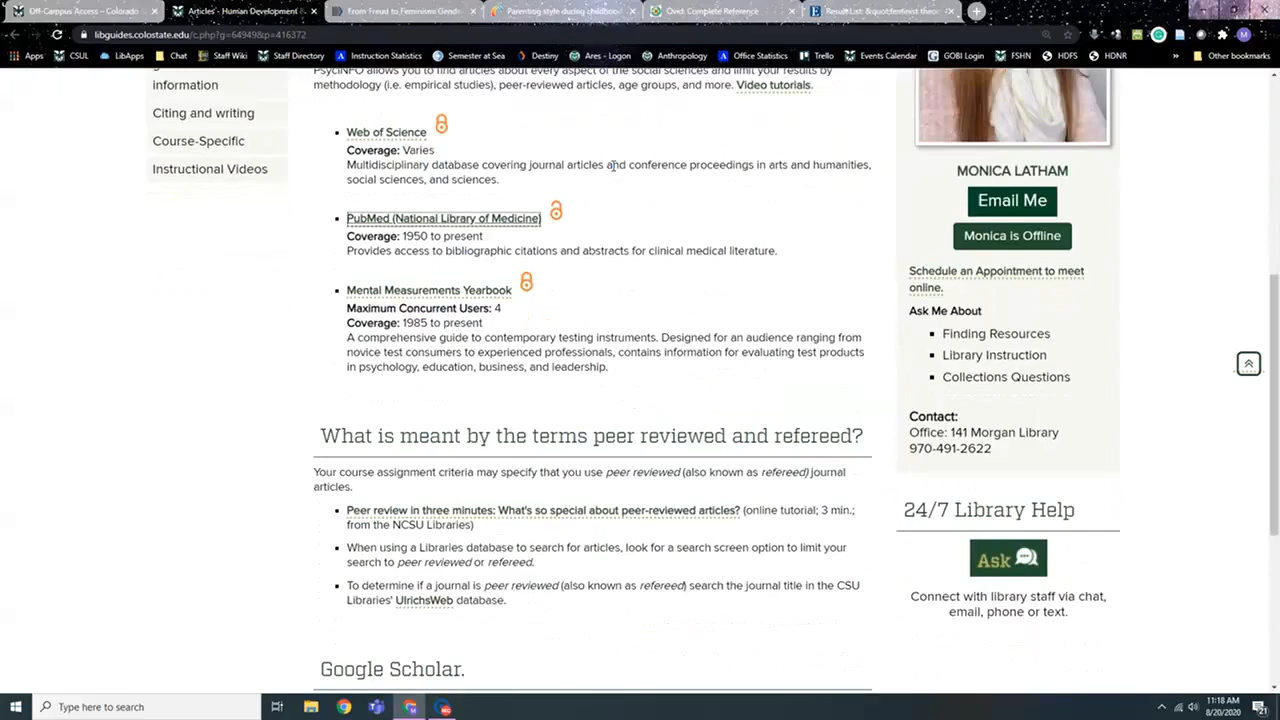 Off-Campus Access - Colorado
Articles - Human Development &
From Freud to Feminism: Gende
Parenting style during childhoo
Quick Complete Reference
Result List: &quot;feminist theor
libguides.colostate.edu/c.php?g=649498&p=416372
Apps
CSUL
LibApps
Chat
Staff Wiki
Staff Directory
Instruction Statistics
Semester at Sea
Destiny
Ares - Logon
Anthropology
Office Statistics
Trello
Events Calendar
GOBI Login
FSHN
HDFS
HDNR
Other bookmarks
information
Citing and writing
Course-Specific
Instructional Videos
PsycINFO allows you to find articles about every aspect of the social sciences and limit your results by
methodology (i.e. empirical studies), peer-reviewed articles, age groups, and more. Video tutorials.
Web of Science
Coverage: Varies
Multidisciplinary database covering journal articles and conference proceedings in arts and humanities,
social sciences, and sciences.
PubMed (National Library of Medicine)
Coverage: 1950 to present
Provides access to bibliographic citations and abstracts for clinical medical literature.
Mental Measurements Yearbook
Maximum Concurrent Users: 4
Coverage: 1985 to present
A comprehensive guide to contemporary testing instruments. Designed for an audience ranging from
novice test consumers to experienced professionals, contains information for evaluating test products
in psychology, education, business, and leadership.
What is meant by the terms peer reviewed and refereed?
Your course assignment criteria may specify that you use peer reviewed (also known as refereed) journal
articles.
Peer review in three minutes: What's so special about peer-reviewed articles? (online tutorial; 3 min.;
from the NCSU Libraries)
When using a Libraries database to search for articles, look for a search screen option to limit your
search to peer reviewed or refereed.
To determine if a journal is peer reviewed (also known as refereed) search the journal title in the CSU
Libraries' UlrichsWeb database.
Google Scholar.
MONICA LATHAM
Email Me
Monica is Offline
Schedule an Appointment to meet
online.
Ask Me About
Finding Resources
Library Instruction
Collections Questions
Contact:
Office: 141 Morgan Library
970-491-2622
24/7 Library Help
Ask
Connect with library staff via chat,
email, phone or text.
Type here to search
11:18 AM
8/20/2020
21